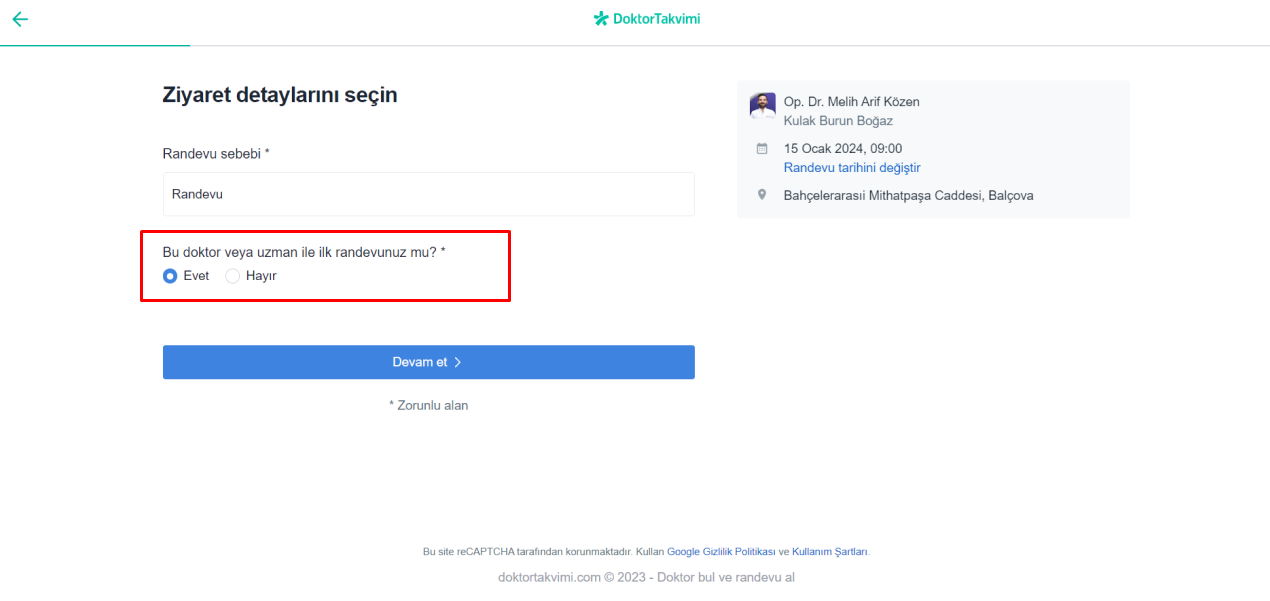 DoktorTakvimi
Ziyaret detaylarını seçin
Randevu sebebi *
Randevu
Bu doktor veya uzman ile ilk randevunuz mu? *
Evet Hayır
Devam et
* Zorunlu alan
Op. Dr. Melih Arif Közen
Kulak Burun Boğaz
15 Ocak 2024, 09:00
Randevu tarihini değiştir
Bahçelerarasıi Mithatpaşa Caddesi, Balçova
Bu site reCAPTCHA tarafından korunmaktadır. Kullan Google Gizlilik Politikası ve Kullanım Şartları.
doktortakvimi.com © 2023 - Doktor bul ve randevu al